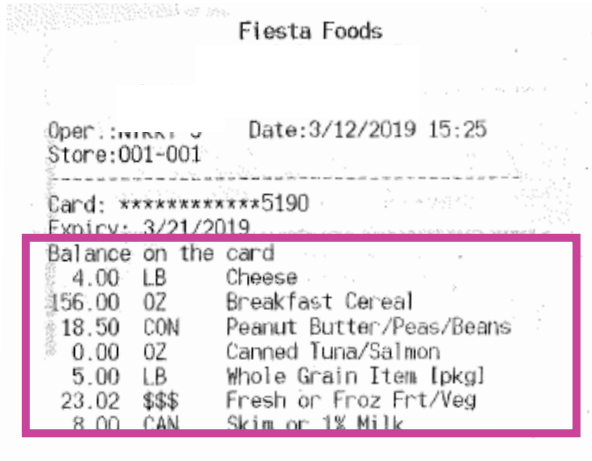 Fiesta Foods
Oper.: Date:3/12/2019 15:25
Store:001-001
Card: ************5190
Expiry: 3/21/2019
Balance on the card
4.00 LB Cheese
156.00 OZ Breakfast Cereal
18.50 CON Peanut Butter/Peas/Beans
0.00 OZ Canned Tuna/Salmon
5.00 LB Whole Grain Item [pkg]
23.02 $$$ Fresh or Froz Frt/Veg
8.00 CAN Skim or 1% Milk